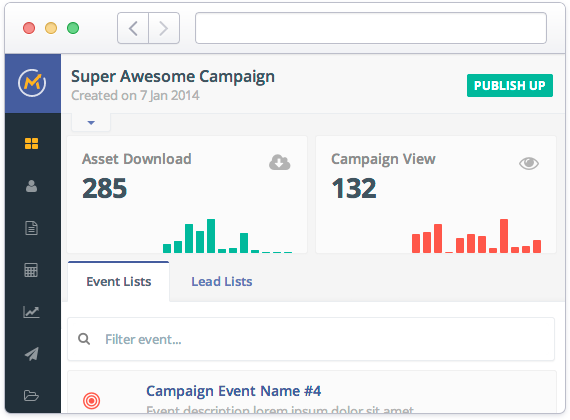 Super Awesome Campaign
Created on 7 Jan 2014
PUBLISH UP
Asset Download
285
Campaign View
132
Event Lists
Lead Lists
Filter event...
Campaign Event Name #4
Event description lorem ipsum dolor sit amet